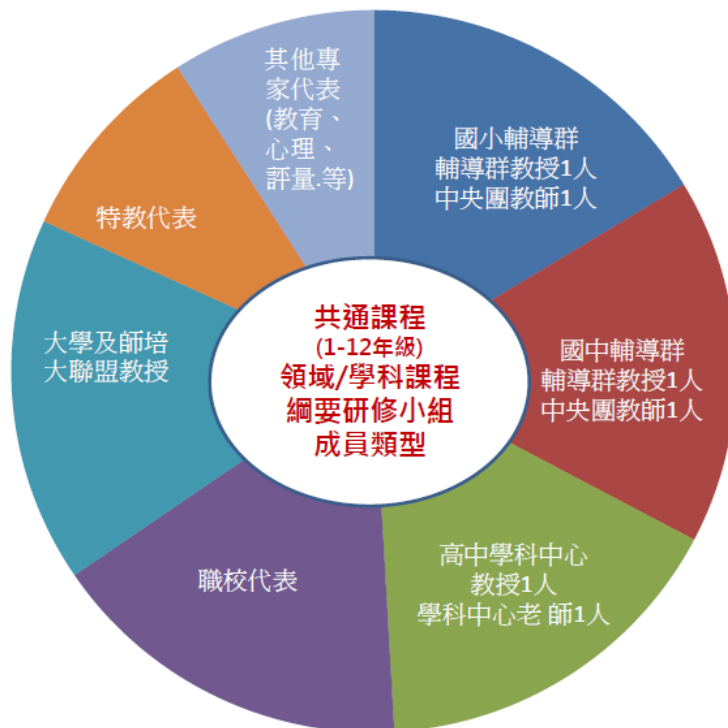 其他專
家代表
(教育、
心理、
評量.等)
國小輔導群
輔導群教授1人
中央團教師1人
特教代表
共通課程
(1-12年級)
領域/學科課程
綱要研修小組
成員類型
大學及師培
大聯盟教授
國中輔導群
輔導群教授1人
中央團教師1人
職校代表
高中學科中心
教授1人
學科中心老 師1人